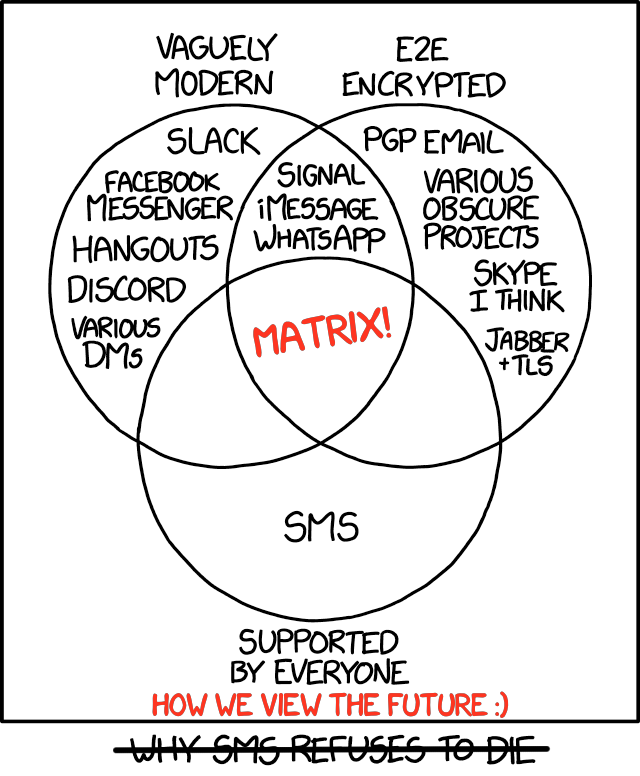 VAGUELY
MODERN
E2E
ENCRYPTED
SLACK
FACEBOOK
MESSENGER
HANGOUTS
DISCORD
VARIOUS
DMs
SIGNAL
iMESSAGE
WHATSAPP
PGP EMAIL
VARIOUS
OBSCURE
PROJECTS
SKYPE
I THINK
JABBER
+TLS
MATRIX!
SMS
SUPPORTED
BY EVERYONE
HOW WE VIEW THE FUTURE :)
WHY SMS REFUSES TO DIE